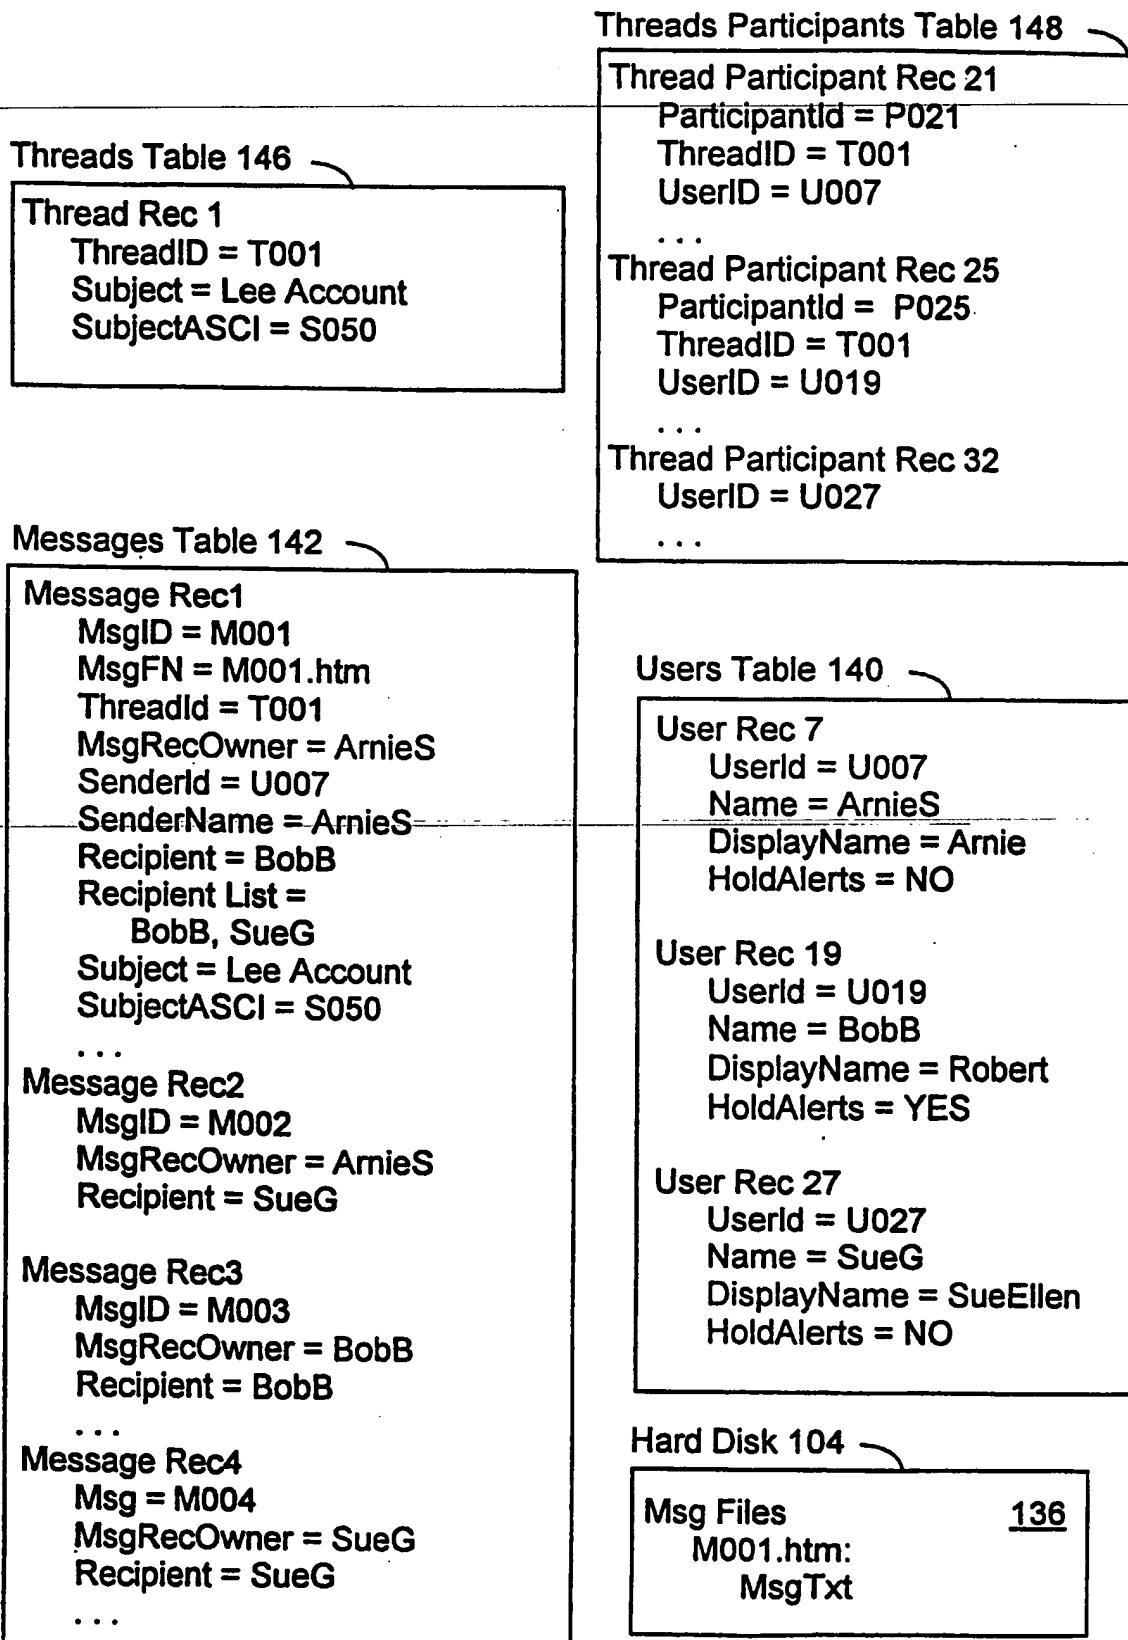 Threads Participants Table 148
Thread Participant Rec 21
ParticipantId = P021
ThreadID = T001
UserID = U007
. . .
Thread Participant Rec 25
ParticipantId = P025
ThreadID = T001
UserID = U019
. . .
Thread Participant Rec 32
UserID = U027
. . .
Threads Table 146
Thread Rec 1
ThreadID = T001
Subject = Lee Account
SubjectASCI = S050
Messages Table 142
Message Rec1
MsgID = M001
MsgFN = M001.htm
ThreadId = T001
MsgRecOwner = ArnieS
SenderId = U007
SenderName = ArnieS
Recipient = BobB
Recipient List =
BobB, SueG
Subject = Lee Account
SubjectASCI = S050
. . .
Message Rec2
MsgID = M002
MsgRecOwner = ArnieS
Recipient = SueG
Message Rec3
MsgID = M003
MsgRecOwner = BobB
Recipient = BobB
. . .
Message Rec4
Msg = M004
MsgRecOwner = SueG
Recipient = SueG
. . .
Users Table 140
User Rec 7
UserId = U007
Name = ArnieS
DisplayName = Arnie
HoldAlerts = NO
User Rec 19
UserId = U019
Name = BobB
DisplayName = Robert
HoldAlerts = YES
User Rec 27
UserId = U027
Name = SueG
DisplayName = SueEllen
HoldAlerts = NO
Hard Disk 104
Msg Files 136
M001.htm:
MsgTxt